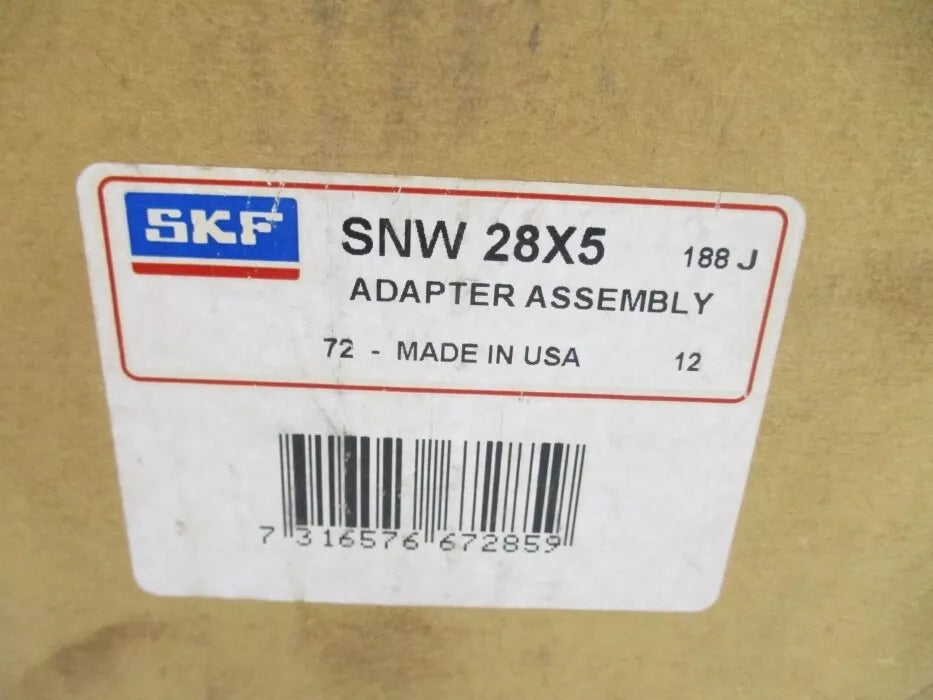 SKF SNW 28X5 188 J
ADAPTER ASSEMBLY
72 - MADE IN USA 12
7 316576 672859